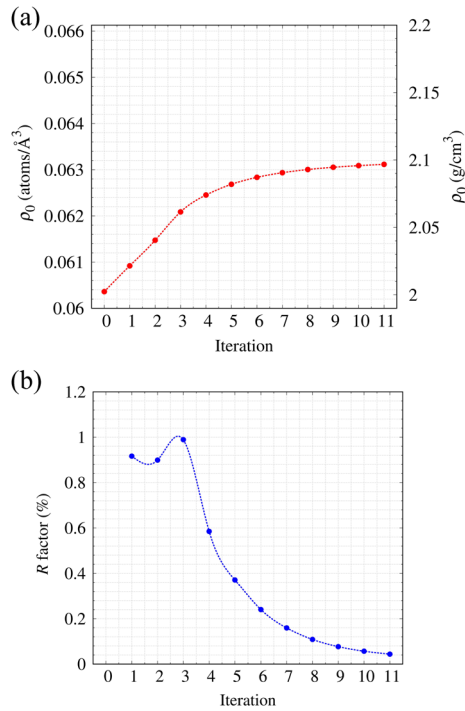 (a)
0.066
0.065
0.064
0.063
0.062
0.061
0.06
ρ0 (atoms/Å³)
2.2
2.15
2.1
2.05
2
ρ0 (g/cm³)
0 1 2 3 4 5 6 7 8 9 10 11
Iteration
(b)
1.2
1
0.8
0.6
0.4
0.2
0
R factor (%)
0 1 2 3 4 5 6 7 8 9 10 11
Iteration